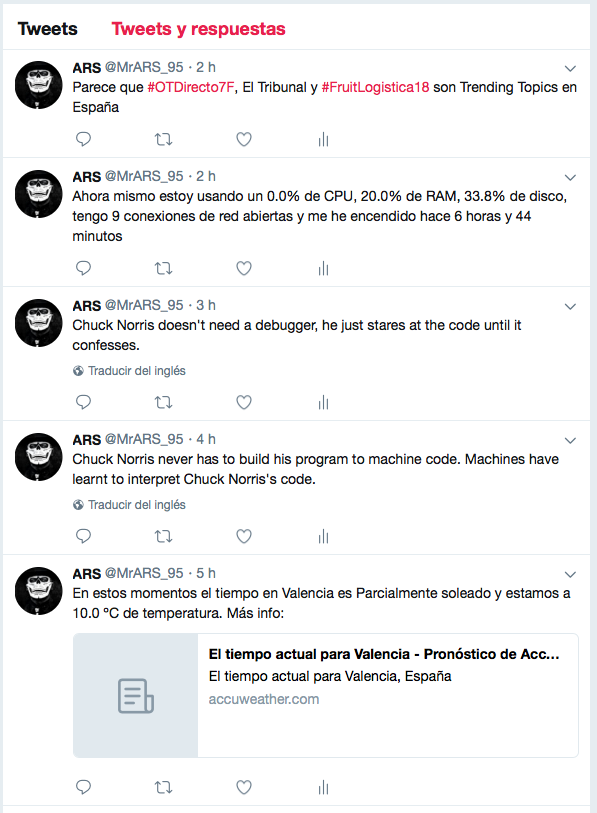 Tweets Tweets y respuestas
ARS @MrARS_95 · 2 h
Parece que #OTDirecto7F, El Tribunal y #FruitLogistica18 son Trending Topics en
España
ARS @MrARS_95 · 2 h
Ahora mismo estoy usando un 0.0% de CPU, 20.0% de RAM, 33.8% de disco,
tengo 9 conexiones de red abiertas y me he encendido hace 6 horas y 44
minutos
ARS @MrARS_95 · 3 h
Chuck Norris doesn't need a debugger, he just stares at the code until it
confesses.
Traducir del inglés
ARS @MrARS_95 · 4 h
Chuck Norris never has to build his program to machine code. Machines have
learnt to interpret Chuck Norris's code.
Traducir del inglés
ARS @MrARS_95 · 5 h
En estos momentos el tiempo en Valencia es Parcialmente soleado y estamos a
10.0 ºC de temperatura. Más info:
El tiempo actual para Valencia - Pronóstico de Acc...
El tiempo actual para Valencia, España
accuweather.com